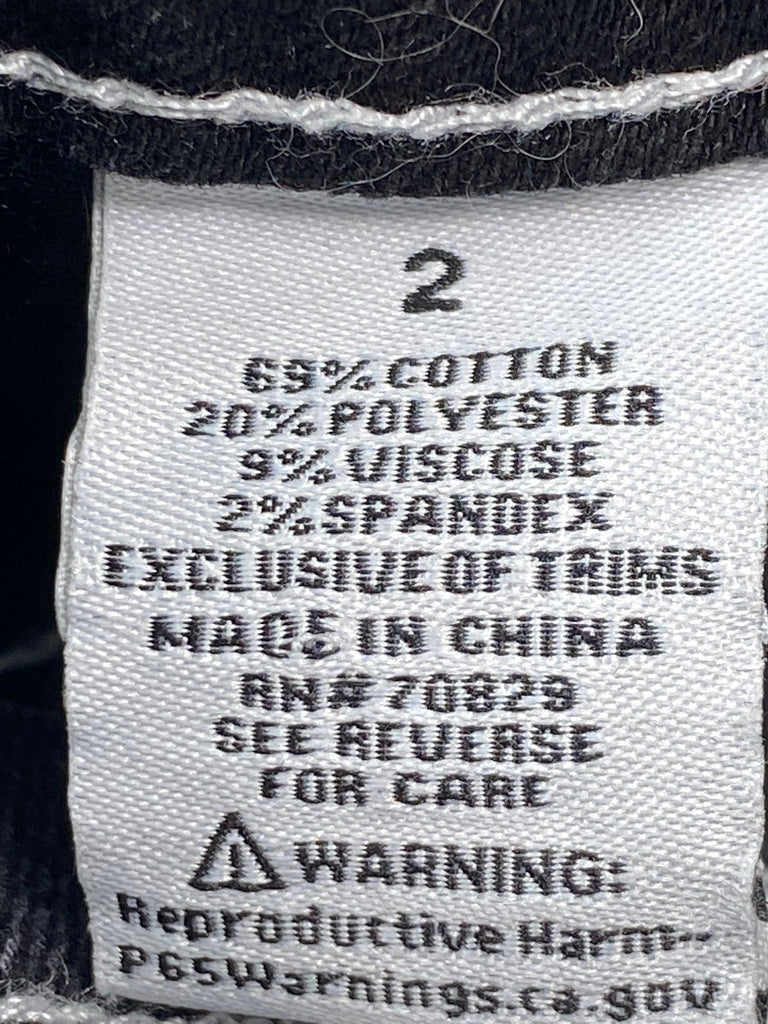 2
69% COTTON
20% POLYESTER
9% VISCOSE
2% SPANDEX
EXCLUSIVE OF TRIMS
MADE IN CHINA
RN# 70829
SEE REVERSE
FOR CARE
⚠ WARNING:
Reproductive Harm--
P65Warnings.ca.gov